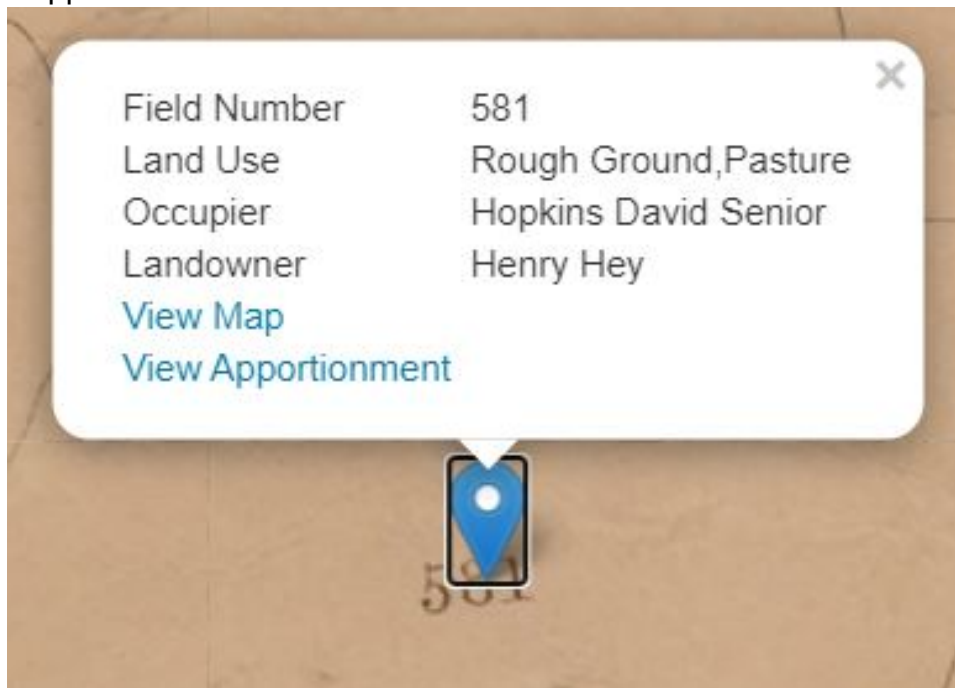 Field Number 581
Land Use Rough Ground,Pasture
Occupier Hopkins David Senior
Landowner Henry Hey
View Map
View Apportionment
581